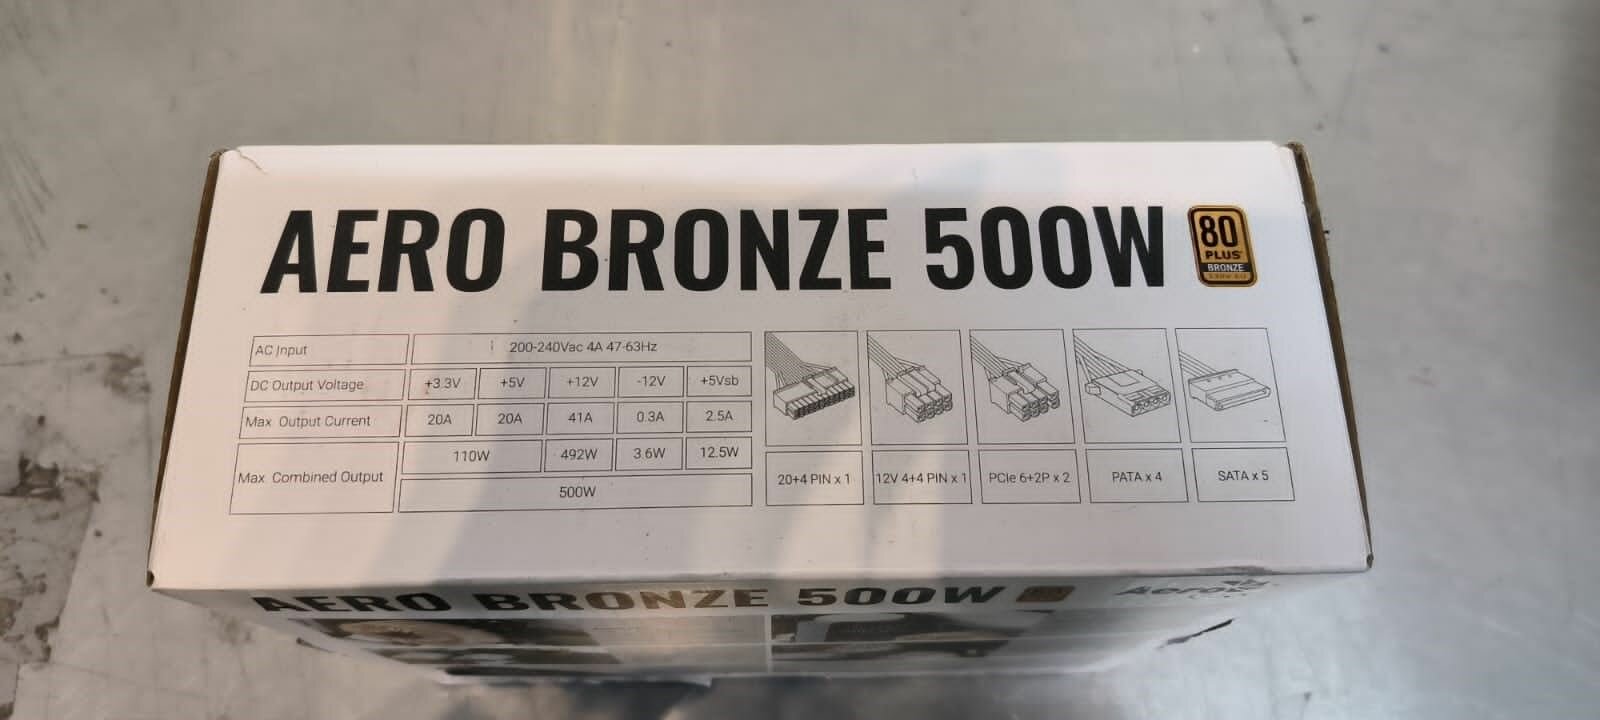 AERO BRONZE 500W
80
PLUS
BRONZE
230V EU
AC Input 200-240Vac 4A 47-63Hz
DC Output Voltage +3.3V +5V +12V -12V +5Vsb
Max. Output Current 20A 20A 41A 0.3A 2.5A
Max. Combined Output 110W 492W 3.6W 12.5W
500W
20+4 PIN x 1 12V 4+4 PIN x 1 PCIe 6+2P x 2 PATA x 4 SATA x 5
AERO BRONZE 500W